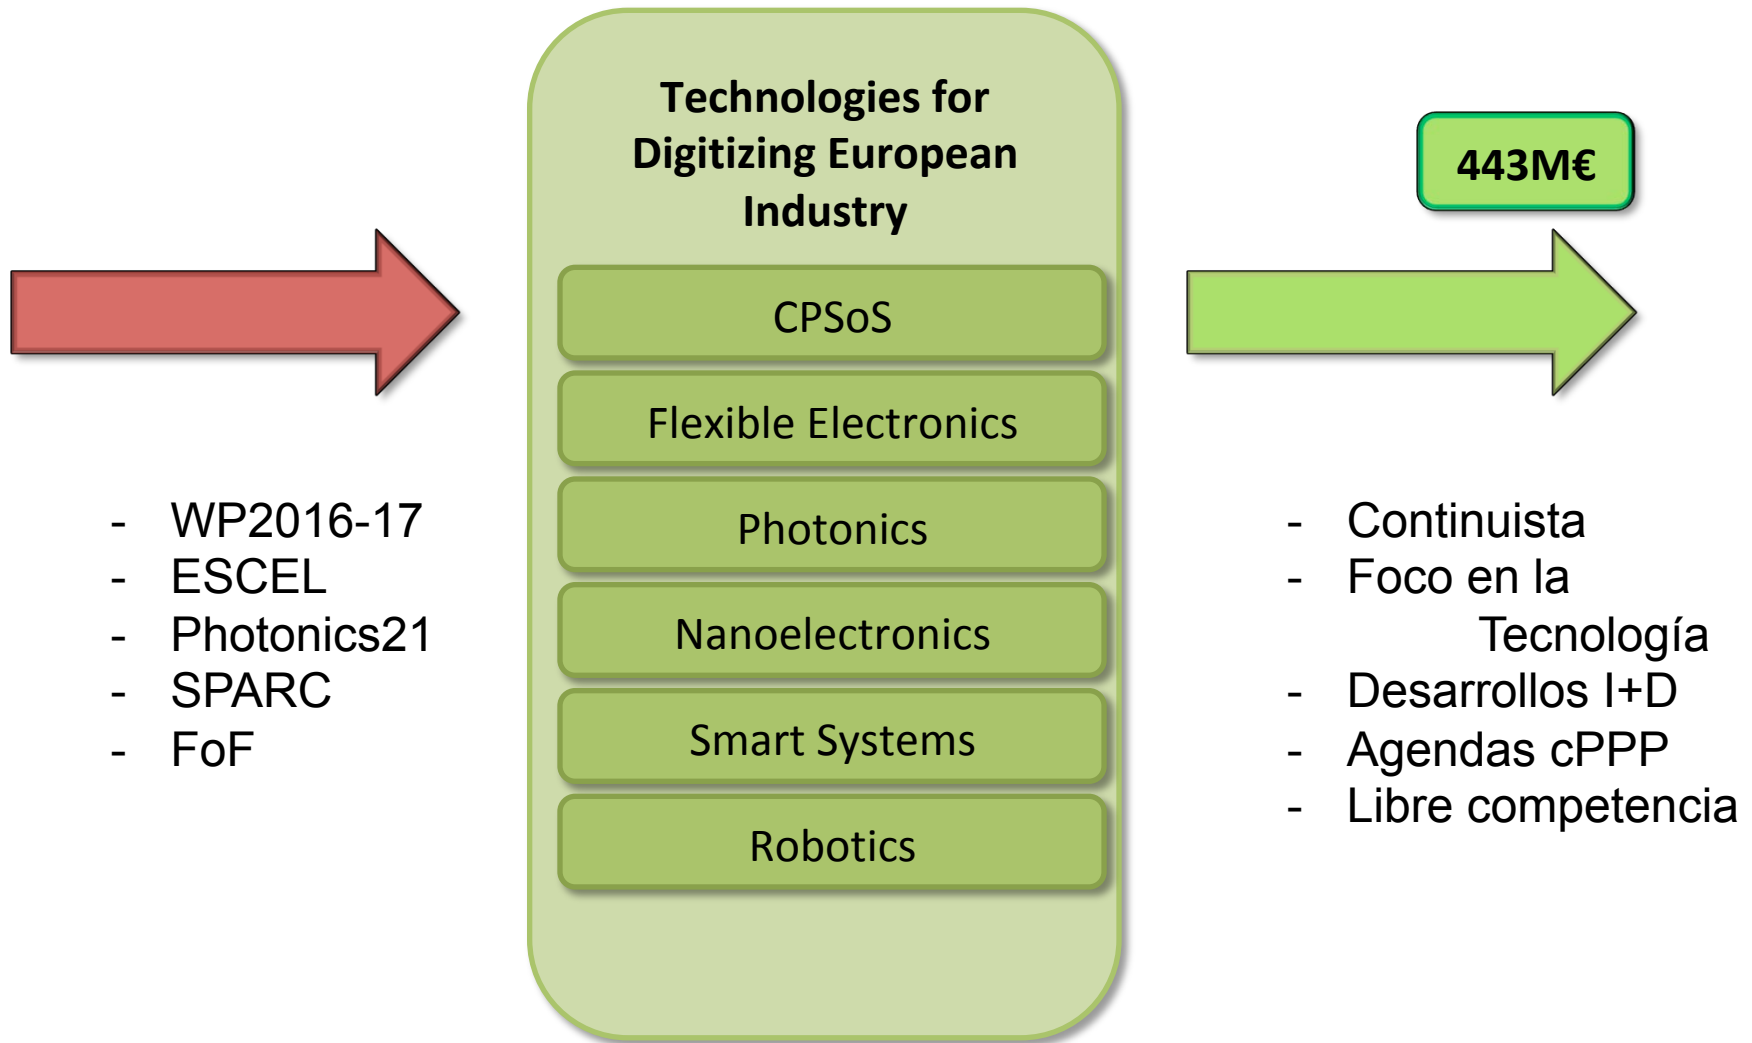 Technologies for
Digitizing European
Industry
443M€
CPSoS
Flexible Electronics
Photonics
Nanoelectronics
Smart Systems
Robotics
- WP2016-17
- ESCEL
- Photonics21
- SPARC
- FoF
- Continuista
- Foco en la
Tecnología
- Desarrollos I+D
- Agendas cPPP
- Libre competencia